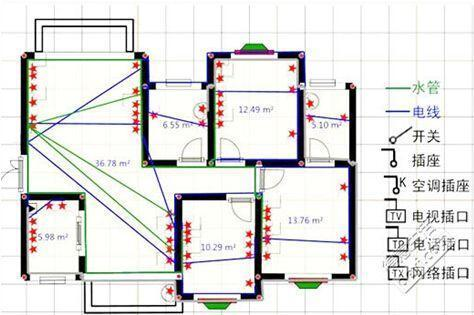 12.49 m²
6.55 m²
5.10 m²
36.78 m²
13.76 m²
5.98 m²
10.29 m²
水管
电线
开关
插座
K 空调插座
TV 电视插口
TP 电话插口
TX 网络插口